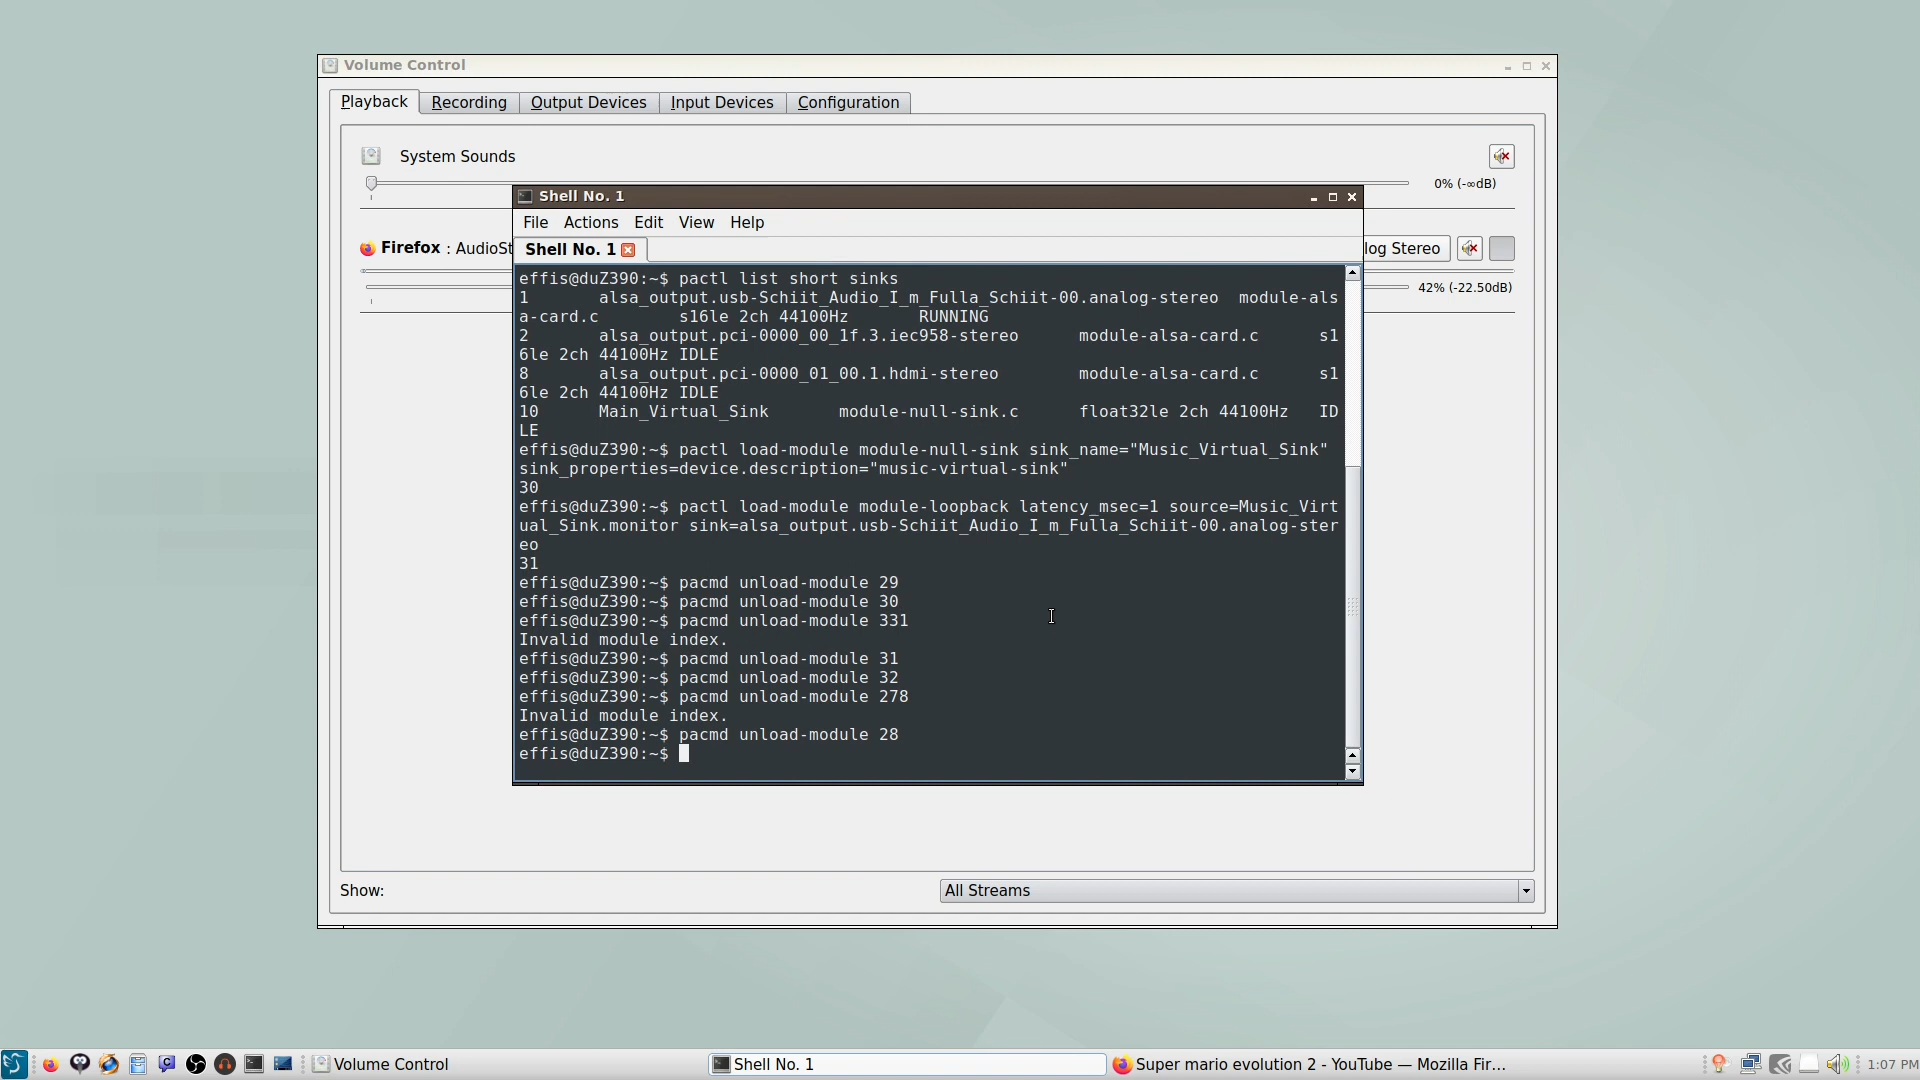 Volume Control
Playback Recording Output Devices Input Devices Configuration
System Sounds
0% (-∞dB)
Shell No. 1
File Actions Edit View Help
Firefox : AudioSt
log Stereo
Shell No. 1
42% (-22.50dB)
effis@duZ390:~$ pactl list short sinks
1 alsa_output.usb-Schiit_Audio_I_m_Fulla_Schiit-00.analog-stereo module-als
a-card.c s16le 2ch 44100Hz RUNNING
2 alsa_output.pci-0000_00_1f.3.iec958-stereo module-alsa-card.c s1
6le 2ch 44100Hz IDLE
8 alsa_output.pci-0000_01_00.1.hdmi-stereo module-alsa-card.c s1
6le 2ch 44100Hz IDLE
10 Main_Virtual_Sink module-null-sink.c float32le 2ch 44100Hz ID
LE
effis@duZ390:~$ pactl load-module module-null-sink sink_name="Music_Virtual_Sink"
sink_properties=device.description="music-virtual-sink"
30
effis@duZ390:~$ pactl load-module module-loopback latency_msec=1 source=Music_Virt
ual_Sink.monitor sink=alsa_output.usb-Schiit_Audio_I_m_Fulla_Schiit-00.analog-ster
eo
31
effis@duZ390:~$ pacmd unload-module 29
effis@duZ390:~$ pacmd unload-module 30
effis@duZ390:~$ pacmd unload-module 331
Invalid module index.
effis@duZ390:~$ pacmd unload-module 31
effis@duZ390:~$ pacmd unload-module 32
effis@duZ390:~$ pacmd unload-module 278
Invalid module index.
effis@duZ390:~$ pacmd unload-module 28
effis@duZ390:~$
Show: All Streams
Volume Control Shell No. 1 Super mario evolution 2 - YouTube — Mozilla Fir... 1:07 PM